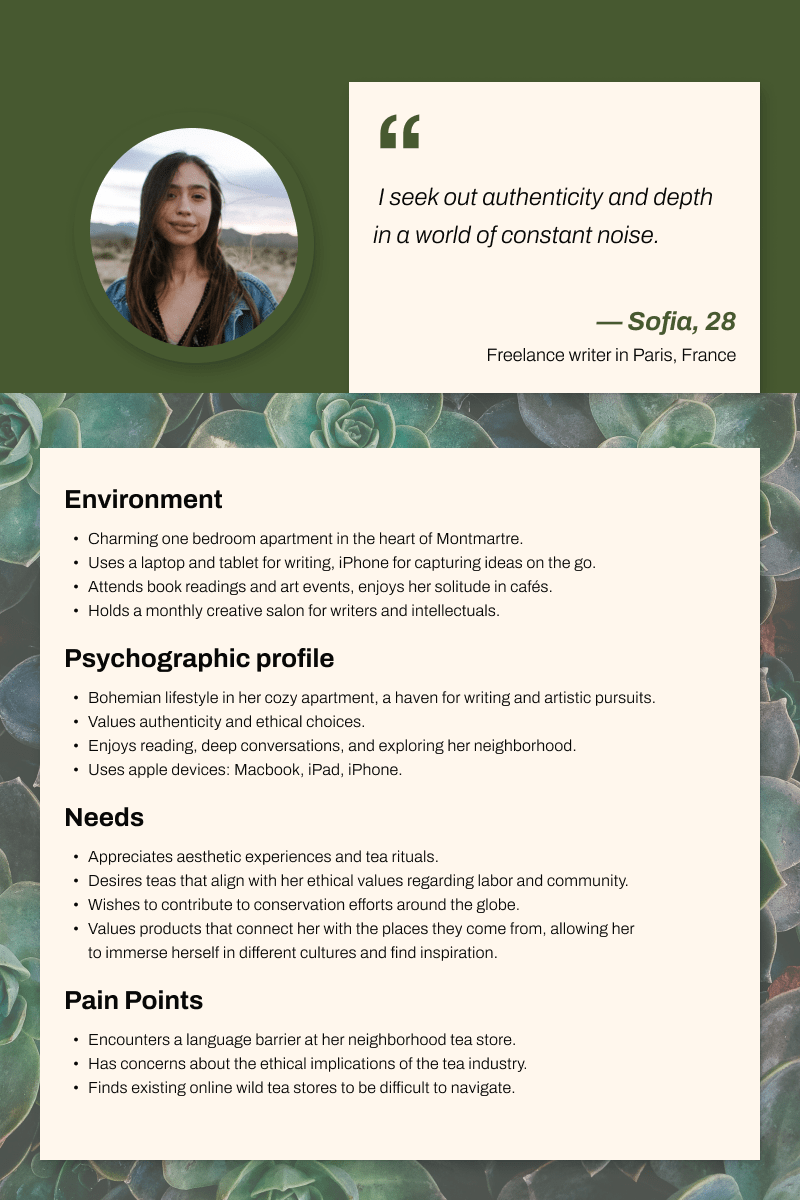 “
I seek out authenticity and depth
in a world of constant noise.
— Sofia, 28
Freelance writer in Paris, France
Environment
• Charming one bedroom apartment in the heart of Montmartre.
• Uses a laptop and tablet for writing, iPhone for capturing ideas on the go.
• Attends book readings and art events, enjoys her solitude in cafés.
• Holds a monthly creative salon for writers and intellectuals.
Psychographic profile
• Bohemian lifestyle in her cozy apartment, a haven for writing and artistic pursuits.
• Values authenticity and ethical choices.
• Enjoys reading, deep conversations, and exploring her neighborhood.
• Uses apple devices: Macbook, iPad, iPhone.
Needs
• Appreciates aesthetic experiences and tea rituals.
• Desires teas that align with her ethical values regarding labor and community.
• Wishes to contribute to conservation efforts around the globe.
• Values products that connect her with the places they come from, allowing her
to immerse herself in different cultures and find inspiration.
Pain Points
• Encounters a language barrier at her neighborhood tea store.
• Has concerns about the ethical implications of the tea industry.
• Finds existing online wild tea stores to be difficult to navigate.